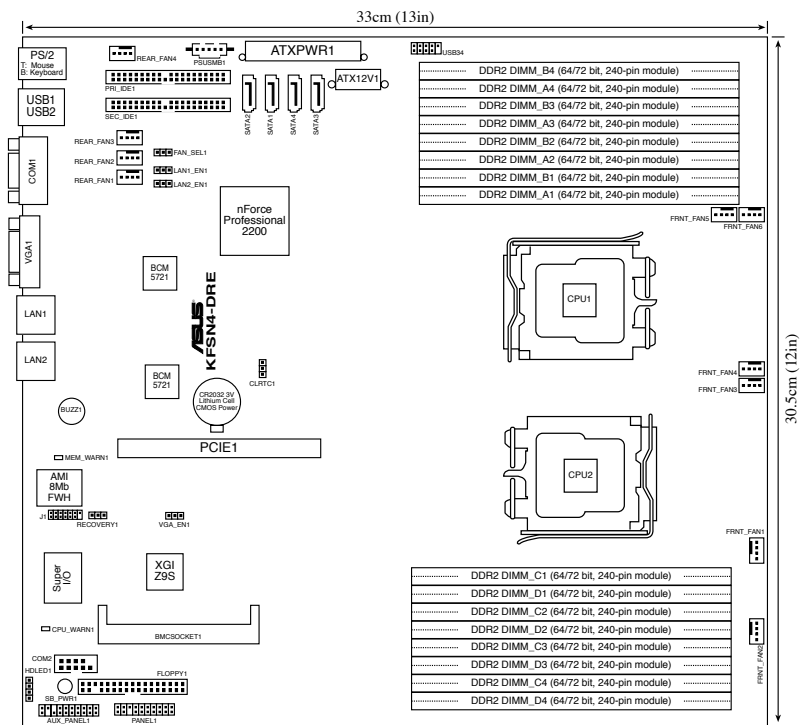 33cm (13in)
PS/2
T: Mouse
B: Keyboard
REAR_FAN4
PSUSMB1
ATXPWR1
USB34
ATX12V1
PRI_IDE1
SEC_IDE1
SATA2
SATA1
SATA4
SATA3
USB1
USB2
DDR2 DIMM_B4 (64/72 bit, 240-pin module)
DDR2 DIMM_A4 (64/72 bit, 240-pin module)
DDR2 DIMM_B3 (64/72 bit, 240-pin module)
DDR2 DIMM_A3 (64/72 bit, 240-pin module)
DDR2 DIMM_B2 (64/72 bit, 240-pin module)
DDR2 DIMM_A2 (64/72 bit, 240-pin module)
DDR2 DIMM_B1 (64/72 bit, 240-pin module)
DDR2 DIMM_A1 (64/72 bit, 240-pin module)
COM1
REAR_FAN3
REAR_FAN2
REAR_FAN1
FAN_SEL1
LAN1_EN1
LAN2_EN1
nForce
Professional
2200
FRNT_FAN5
FRNT_FAN6
VGA1
BCM
5721
CPU1
LAN1
LAN2
ASUS
KFSN4-DRE
BCM
5721
CLRTC1
CR2032 3V
Lithium Cell
CMOS Power
FRNT_FAN4
FRNT_FAN3
30.5cm (12in)
BUZZ1
PCIE1
MEM_WARN1
AMI
8Mb
FWH
CPU2
J1
RECOVERY1
VGA_EN1
FRNT_FAN1
Super
I/O
XGI
Z9S
DDR2 DIMM_C1 (64/72 bit, 240-pin module)
DDR2 DIMM_D1 (64/72 bit, 240-pin module)
DDR2 DIMM_C2 (64/72 bit, 240-pin module)
DDR2 DIMM_D2 (64/72 bit, 240-pin module)
DDR2 DIMM_C3 (64/72 bit, 240-pin module)
DDR2 DIMM_D3 (64/72 bit, 240-pin module)
DDR2 DIMM_C4 (64/72 bit, 240-pin module)
DDR2 DIMM_D4 (64/72 bit, 240-pin module)
CPU_WARN1
BMCSOCKET1
FRNT_FAN2
COM2
HDLED1
FLOPPY1
SB_PWR1
AUX_PANEL1
PANEL1